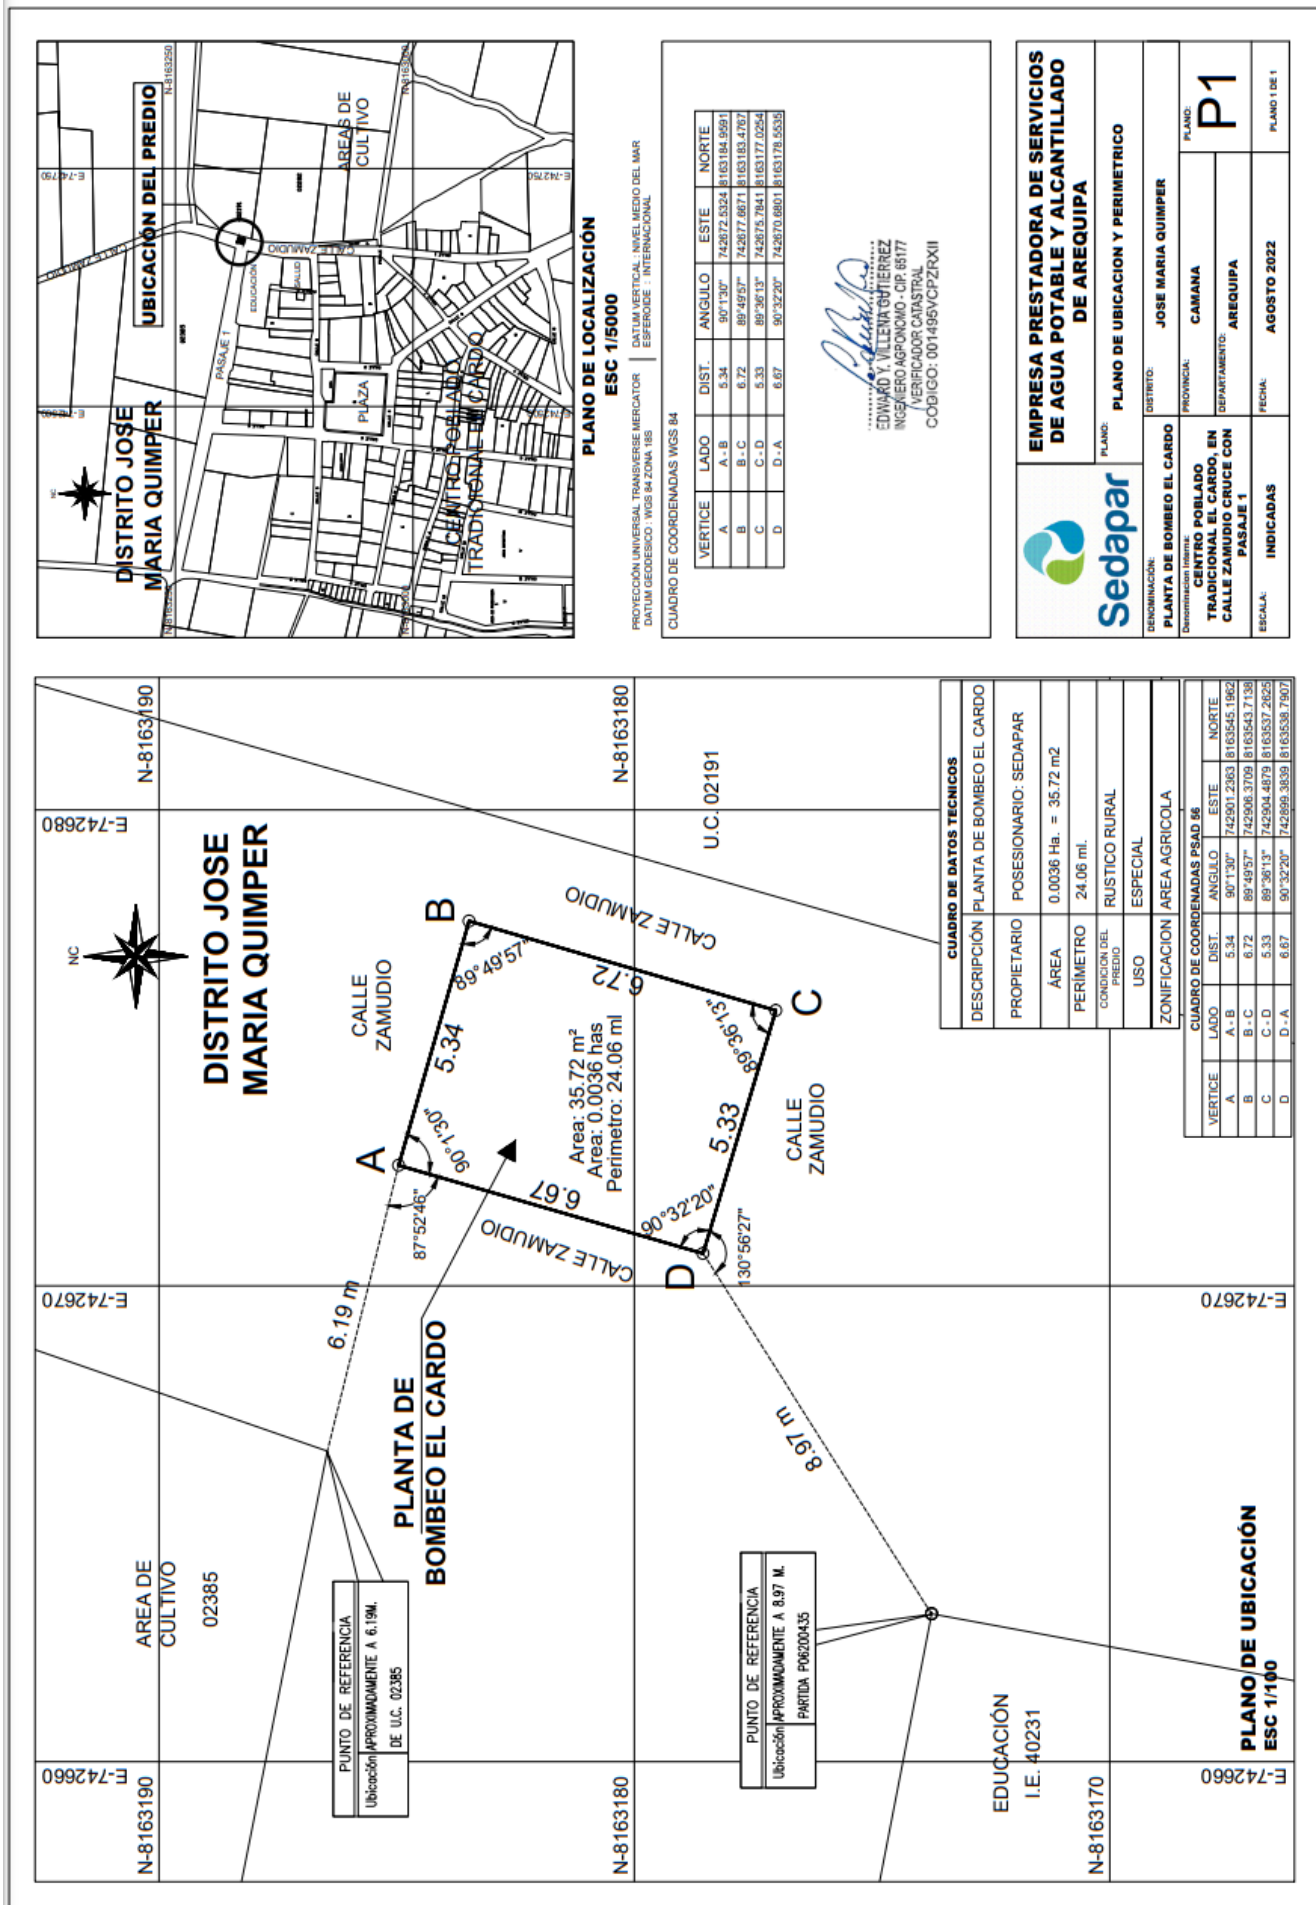 AREA DE
CULTIVO
02385
PUNTO DE REFERENCIA
Ubicación
APROXIMADAMENTE A 6.19M.
DE U.C. 02385
PLANTA DE
BOMBEO EL CARDO
6.19 m
87°52'46"
A
90°1'30"
5.34
B
89°49'57"
6.72
C
89°36'13"
5.33
D
90°32'20"
6.67
130°56'27"
8.97 m
Area: 35.72 m²
Area: 0.0036 has
Perimetro: 24.06 ml
CALLE
ZAMUDIO
CALLE ZAMUDIO
CALLE
ZAMUDIO
CALLE ZAMUDIO
NC
DISTRITO JOSE
MARIA QUIMPER
U.C. 02191
PUNTO DE REFERENCIA
Ubicación
APROXIMADAMENTE A 8.97 M.
PARTIDA P06200435
EDUCACIÓN
I.E. 40231
PLANO DE UBICACIÓN
ESC 1/100
E-742660
E-742670
E-742680
N-8163190
N-8163180
N-8163190
N-8163180
N-8163170
E-742660
E-742670
CUADRO DE DATOS TECNICOS
DESCRIPCIÓN PLANTA DE BOMBEO EL CARDO
PROPIETARIO POSESIONARIO: SEDAPAR
ÁREA 0.0036 Ha. = 35.72 m2
PERÍMETRO 24.06 ml.
CONDICION DEL
PREDIO
RUSTICO RURAL
USO ESPECIAL
ZONIFICACION AREA AGRICOLA
CUADRO DE COORDENADAS PSAD 56
VERTICE LADO DIST. ANGULO ESTE NORTE
A A - B 5.34 90°1'30" 742901.2363 8163545.1962
B B - C 6.72 89°49'57" 742906.3709 8163543.7138
C C - D 5.33 89°36'13" 742904.4879 8163537.2625
D D - A 6.67 90°32'20" 742899.3839 8163538.7907
NC
DISTRITO JOSE
MARIA QUIMPER
UBICACIÓN DEL PREDIO
N-8163250
N-8163250
E-742750
E-742750
CALLE ZAMUDIO
PASAJE 1
EDUCACIÓN
SALUD
CALLE ZAMUDIO
AREAS DE
CULTIVO
PLAZA
CENTRO POBLADO
TRADICIONAL EL CARDO
PLANO DE LOCALIZACIÓN
ESC 1/5000
PROYECCIÓN UNIVERSAL TRANSVERSE MERCATOR
DATUM GEODESICO : WGS 84 ZONA 18S
DATUM VERTICAL : NIVEL MEDIO DEL MAR
ESFEROIDE : INTERNACIONAL
CUADRO DE COORDENADAS WGS 84
VERTICE LADO DIST. ANGULO ESTE NORTE
A A - B 5.34 90°1'30" 742672.5324 8163184.9591
B B - C 6.72 89°49'57" 742677.6671 8163183.4767
C C - D 5.33 89°36'13" 742675.7841 8163177.0254
D D - A 6.67 90°32'20" 742670.6801 8163178.5535
EDWARD Y. VILLENA GUTIERREZ
INGENIERO AGRONOMO - CIP. 65177
VERIFICADOR CATASTRAL
CODIGO: 001495VCPZRXII
Sedapar
EMPRESA PRESTADORA DE SERVICIOS
DE AGUA POTABLE Y ALCANTILLADO
DE AREQUIPA
PLANO:
PLANO DE UBICACION Y PERIMETRICO
DENOMINACIÓN:
PLANTA DE BOMBEO EL CARDO
Denominacion Interna:
CENTRO POBLADO
TRADICIONAL EL CARDO, EN
CALLE ZAMUDIO CRUCE CON
PASAJE 1
DISTRITO:
JOSE MARIA QUIMPER
PROVINCIA:
CAMANA
DEPARTAMENTO:
AREQUIPA
PLANO:
P1
ESCALA:
INDICADAS
FECHA:
AGOSTO 2022
PLANO 1 DE 1